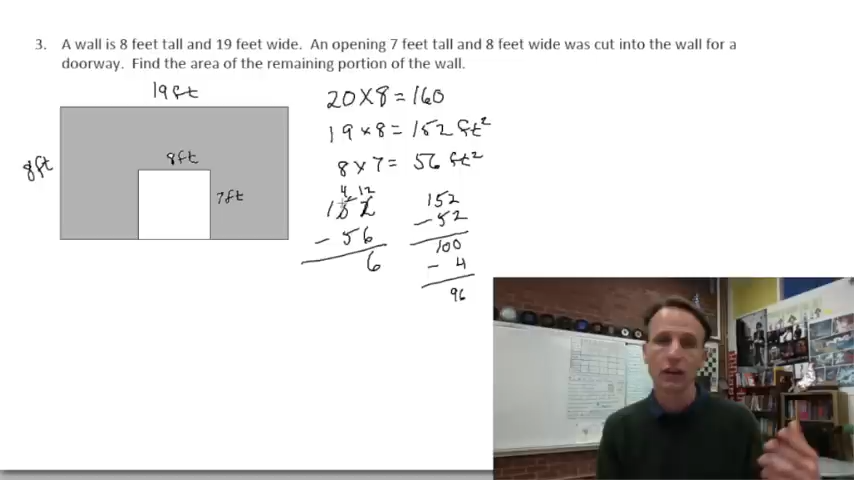 3. A wall is 8 feet tall and 19 feet wide. An opening 7 feet tall and 8 feet wide was cut into the wall for a
doorway. Find the area of the remaining portion of the wall.
19ft
8ft
8ft
7ft
20 x 8 = 160
19 x 8 = 152 ft²
8 x 7 = 56 ft²
4 12
152
- 56
6
152
- 52
100
- 4
96